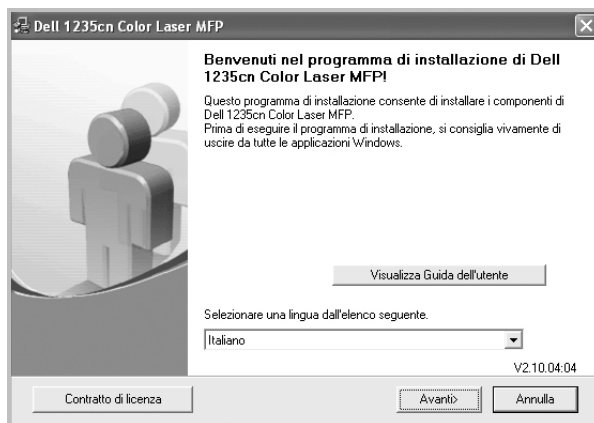 Dell 1235cn Color Laser MFP
Benvenuti nel programma di installazione di Dell
1235cn Color Laser MFP!
Questo programma di installazione consente di installare i componenti di
Dell 1235cn Color Laser MFP.
Prima di eseguire il programma di installazione, si consiglia vivamente di
uscire da tutte le applicazioni Windows.
Visualizza Guida dell'utente
Selezionare una lingua dall'elenco seguente.
Italiano
V2.10.04:04
Contratto di licenza
Avanti>
Annulla